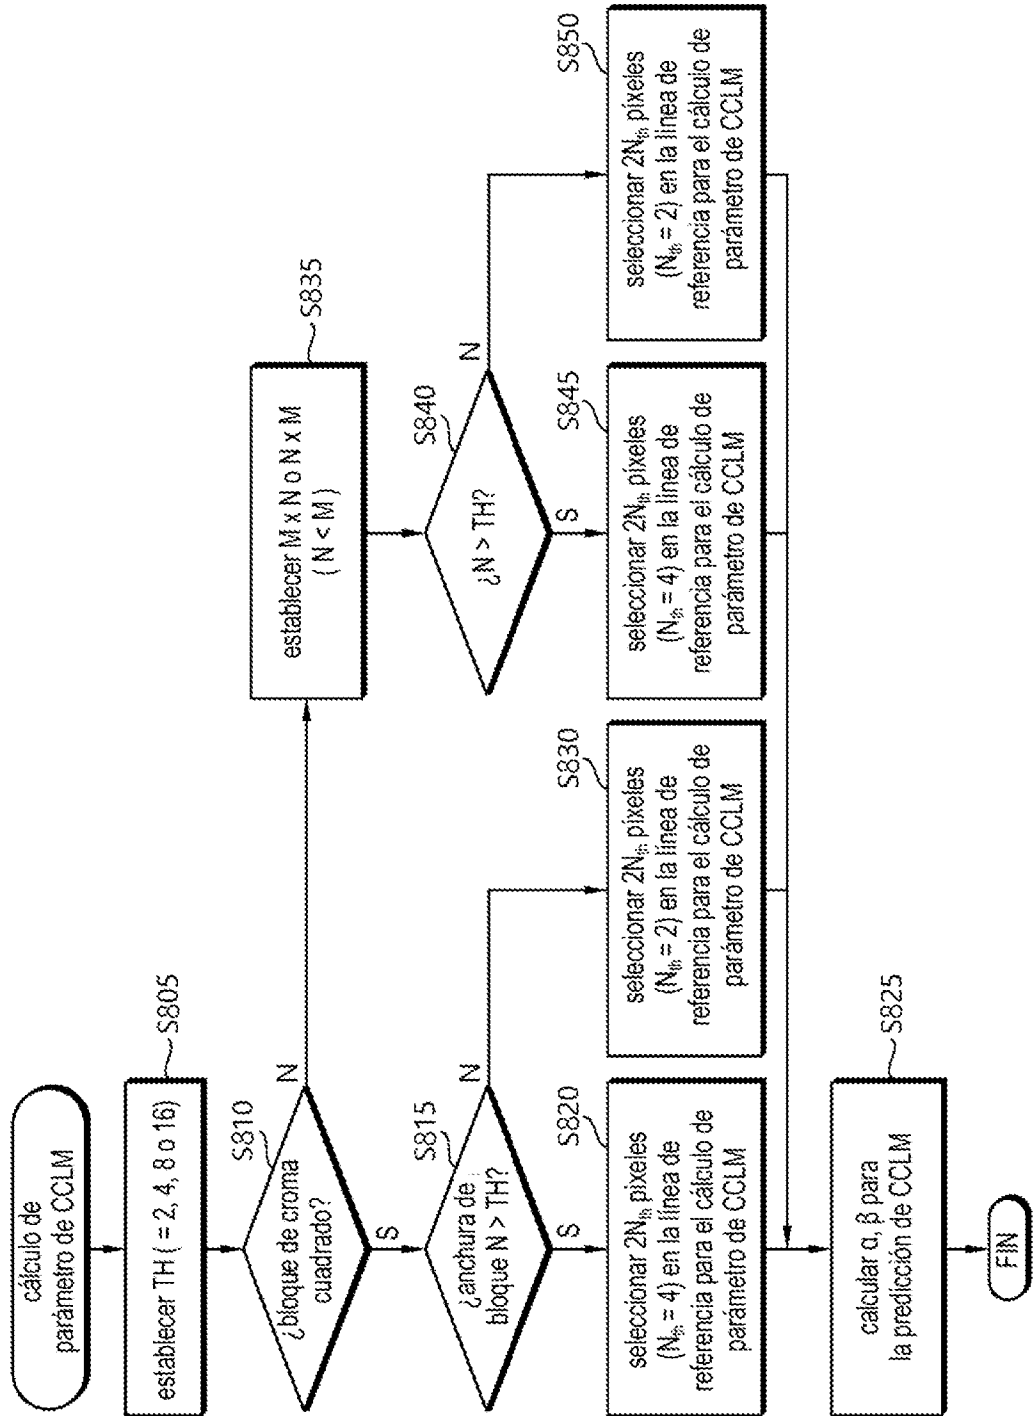 cálculo de
parámetro de CCLM
establecer TH ( = 2, 4, 8 o 16)
S805
¿bloque de croma
cuadrado?
S810
N
S
¿anchura de
bloque N > TH?
S815
N
S
seleccionar 2Nth píxeles
(Nth = 4) en la línea de
referencia para el cálculo de
parámetro de CCLM
S820
seleccionar 2Nth píxeles
(Nth = 2) en la línea de
referencia para el cálculo de
parámetro de CCLM
S830
establecer M x N o N x M
( N < M )
S835
¿N > TH?
S840
N
S
seleccionar 2Nth píxeles
(Nth = 4) en la línea de
referencia para el cálculo de
parámetro de CCLM
S845
seleccionar 2Nth píxeles
(Nth = 2) en la línea de
referencia para el cálculo de
parámetro de CCLM
S850
calcular α, β para
la predicción de CCLM
S825
FIN